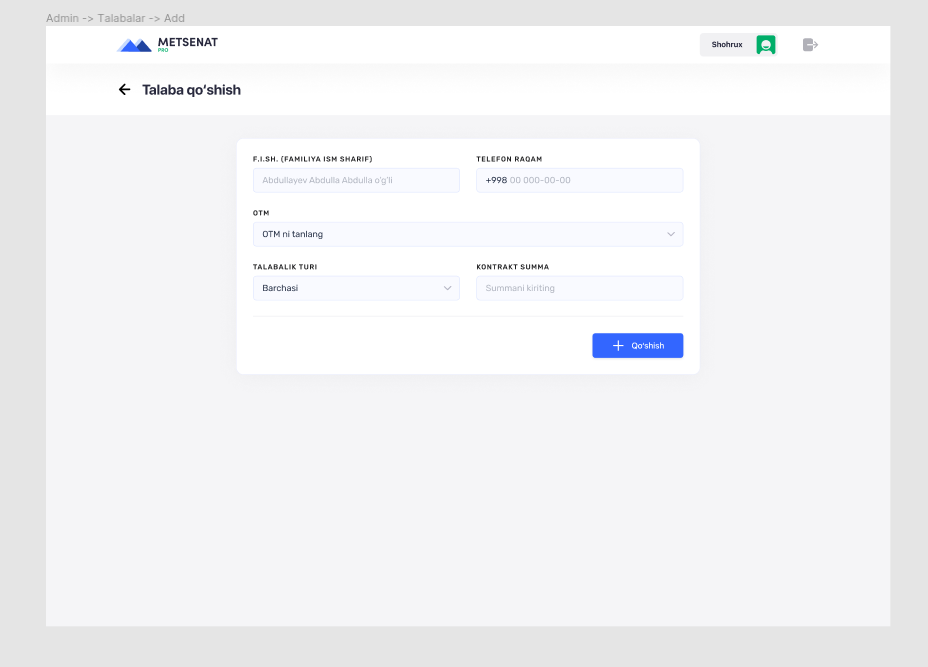 Admin -> Talabalar -> Add
METSENAT
PRO
Shohrux
Talaba qo‘shish
F.I.SH. (FAMILIYA ISM SHARIF)
TELEFON RAQAM
Abdullayev Abdulla Abdulla o’g’li
+998 00 000-00-00
OTM
OTM ni tanlang
TALABALIK TURI
KONTRAKT SUMMA
Barchasi
Summani kiriting
Qo‘shish